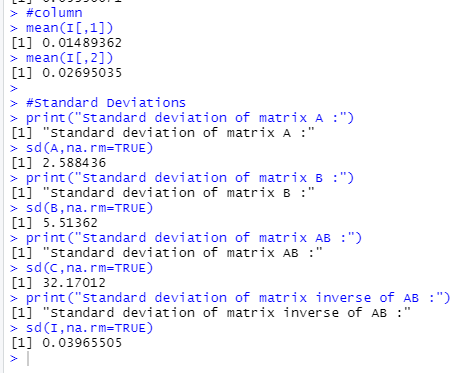 > #column
> mean(I[,1])
[1] 0.01489362
> mean(I[,2])
[1] 0.02695035
>
> #Standard Deviations
> print("Standard deviation of matrix A :")
[1] "Standard deviation of matrix A :"
> sd(A,na.rm=TRUE)
[1] 2.588436
> print("Standard deviation of matrix B :")
[1] "Standard deviation of matrix B :"
> sd(B,na.rm=TRUE)
[1] 5.51362
> print("Standard deviation of matrix AB :")
[1] "Standard deviation of matrix AB :"
> sd(C,na.rm=TRUE)
[1] 32.17012
> print("Standard deviation of matrix inverse of AB :")
[1] "Standard deviation of matrix inverse of AB :"
> sd(I,na.rm=TRUE)
[1] 0.03965505
>